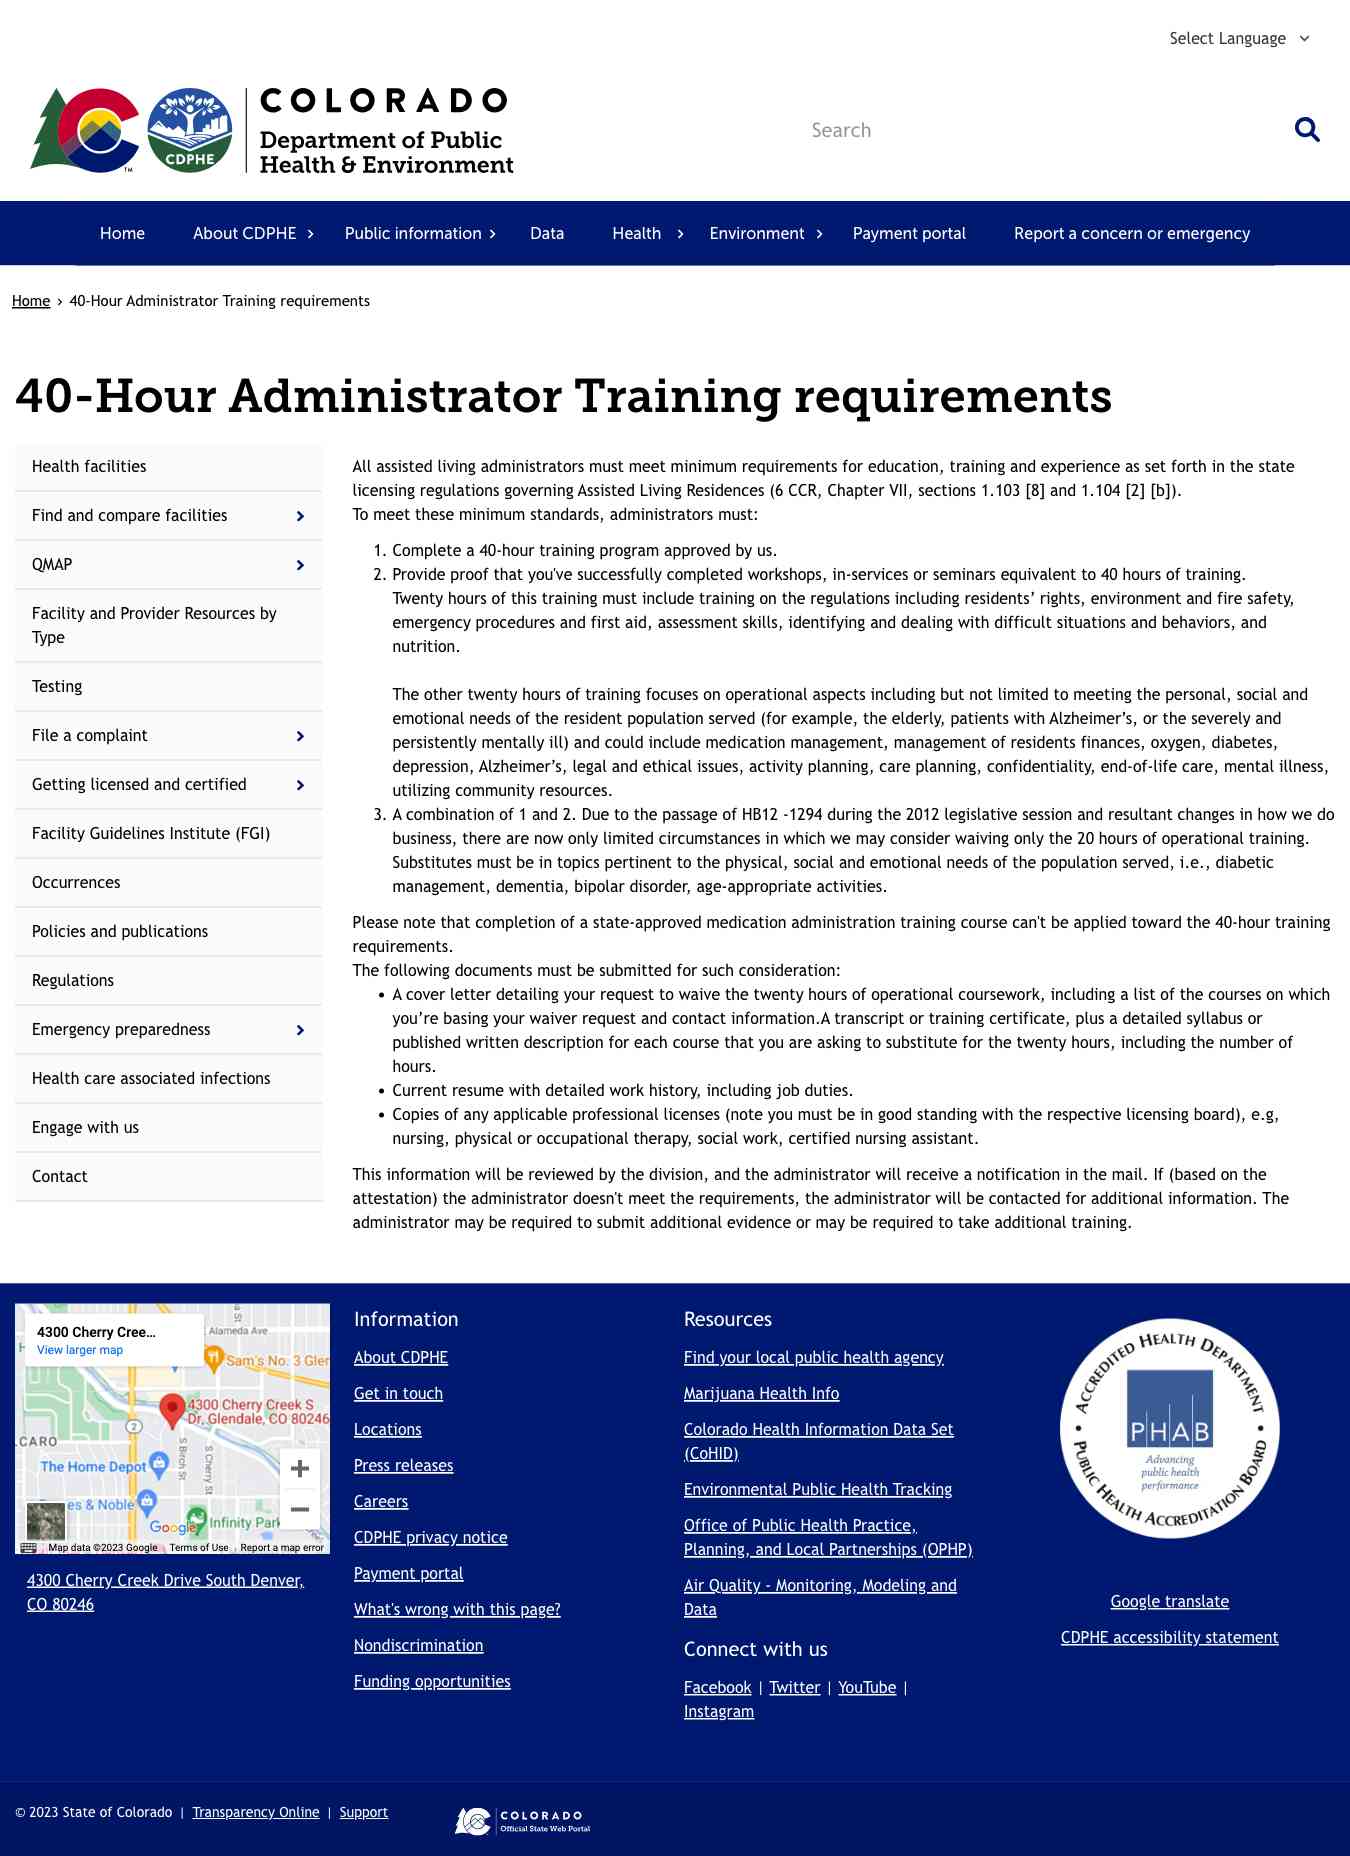 Select Language
COLORADO
Department of Public
Health & Environment
CDPHE
TM
Search
Home
About CDPHE
Public information
Data
Health
Environment
Payment portal
Report a concern or emergency
Home › 40-Hour Administrator Training requirements
40-Hour Administrator Training requirements
Health facilities
Find and compare facilities
QMAP
Facility and Provider Resources by
Type
Testing
File a complaint
Getting licensed and certified
Facility Guidelines Institute (FGI)
Occurrences
Policies and publications
Regulations
Emergency preparedness
Health care associated infections
Engage with us
Contact
All assisted living administrators must meet minimum requirements for education, training and experience as set forth in the state
licensing regulations governing Assisted Living Residences (6 CCR, Chapter VII, sections 1.103 [8] and 1.104 [2] [b]).
To meet these minimum standards, administrators must:
1. Complete a 40-hour training program approved by us.
2. Provide proof that you've successfully completed workshops, in-services or seminars equivalent to 40 hours of training.
Twenty hours of this training must include training on the regulations including residents’ rights, environment and fire safety,
emergency procedures and first aid, assessment skills, identifying and dealing with difficult situations and behaviors, and
nutrition.
The other twenty hours of training focuses on operational aspects including but not limited to meeting the personal, social and
emotional needs of the resident population served (for example, the elderly, patients with Alzheimer’s, or the severely and
persistently mentally ill) and could include medication management, management of residents finances, oxygen, diabetes,
depression, Alzheimer’s, legal and ethical issues, activity planning, care planning, confidentiality, end-of-life care, mental illness,
utilizing community resources.
3. A combination of 1 and 2. Due to the passage of HB12 -1294 during the 2012 legislative session and resultant changes in how we do
business, there are now only limited circumstances in which we may consider waiving only the 20 hours of operational training.
Substitutes must be in topics pertinent to the physical, social and emotional needs of the population served, i.e., diabetic
management, dementia, bipolar disorder, age-appropriate activities.
Please note that completion of a state-approved medication administration training course can't be applied toward the 40-hour training
requirements.
The following documents must be submitted for such consideration:
• A cover letter detailing your request to waive the twenty hours of operational coursework, including a list of the courses on which
you’re basing your waiver request and contact information.A transcript or training certificate, plus a detailed syllabus or
published written description for each course that you are asking to substitute for the twenty hours, including the number of
hours.
• Current resume with detailed work history, including job duties.
• Copies of any applicable professional licenses (note you must be in good standing with the respective licensing board), e.g,
nursing, physical or occupational therapy, social work, certified nursing assistant.
This information will be reviewed by the division, and the administrator will receive a notification in the mail. If (based on the
attestation) the administrator doesn't meet the requirements, the administrator will be contacted for additional information. The
administrator may be required to submit additional evidence or may be required to take additional training.
4300 Cherry Cree...
View larger map
Alameda Ave
Sam's No. 3 Gler
4300 Cherry Creek S
Dr, Glendale, CO 80246
2
CARO
S Birch St
S Cherry St
The Home Depot
es & Noble
Google
Infinity Park
Map data ©2023 Google Terms of Use Report a map error
4300 Cherry Creek Drive South Denver,
CO 80246
Information
About CDPHE
Get in touch
Locations
Press releases
Careers
CDPHE privacy notice
Payment portal
What's wrong with this page?
Nondiscrimination
Funding opportunities
Resources
Find your local public health agency
Marijuana Health Info
Colorado Health Information Data Set
(CoHID)
Environmental Public Health Tracking
Office of Public Health Practice,
Planning, and Local Partnerships (OPHP)
Air Quality - Monitoring, Modeling and
Data
Connect with us
Facebook | Twitter | YouTube |
Instagram
ACCREDITED HEALTH DEPARTMENT
PHAB
Advancing
public health
performance
PUBLIC HEALTH ACCREDITATION BOARD
Google translate
CDPHE accessibility statement
© 2023 State of Colorado | Transparency Online | Support
COLORADO
Official State Web Portal